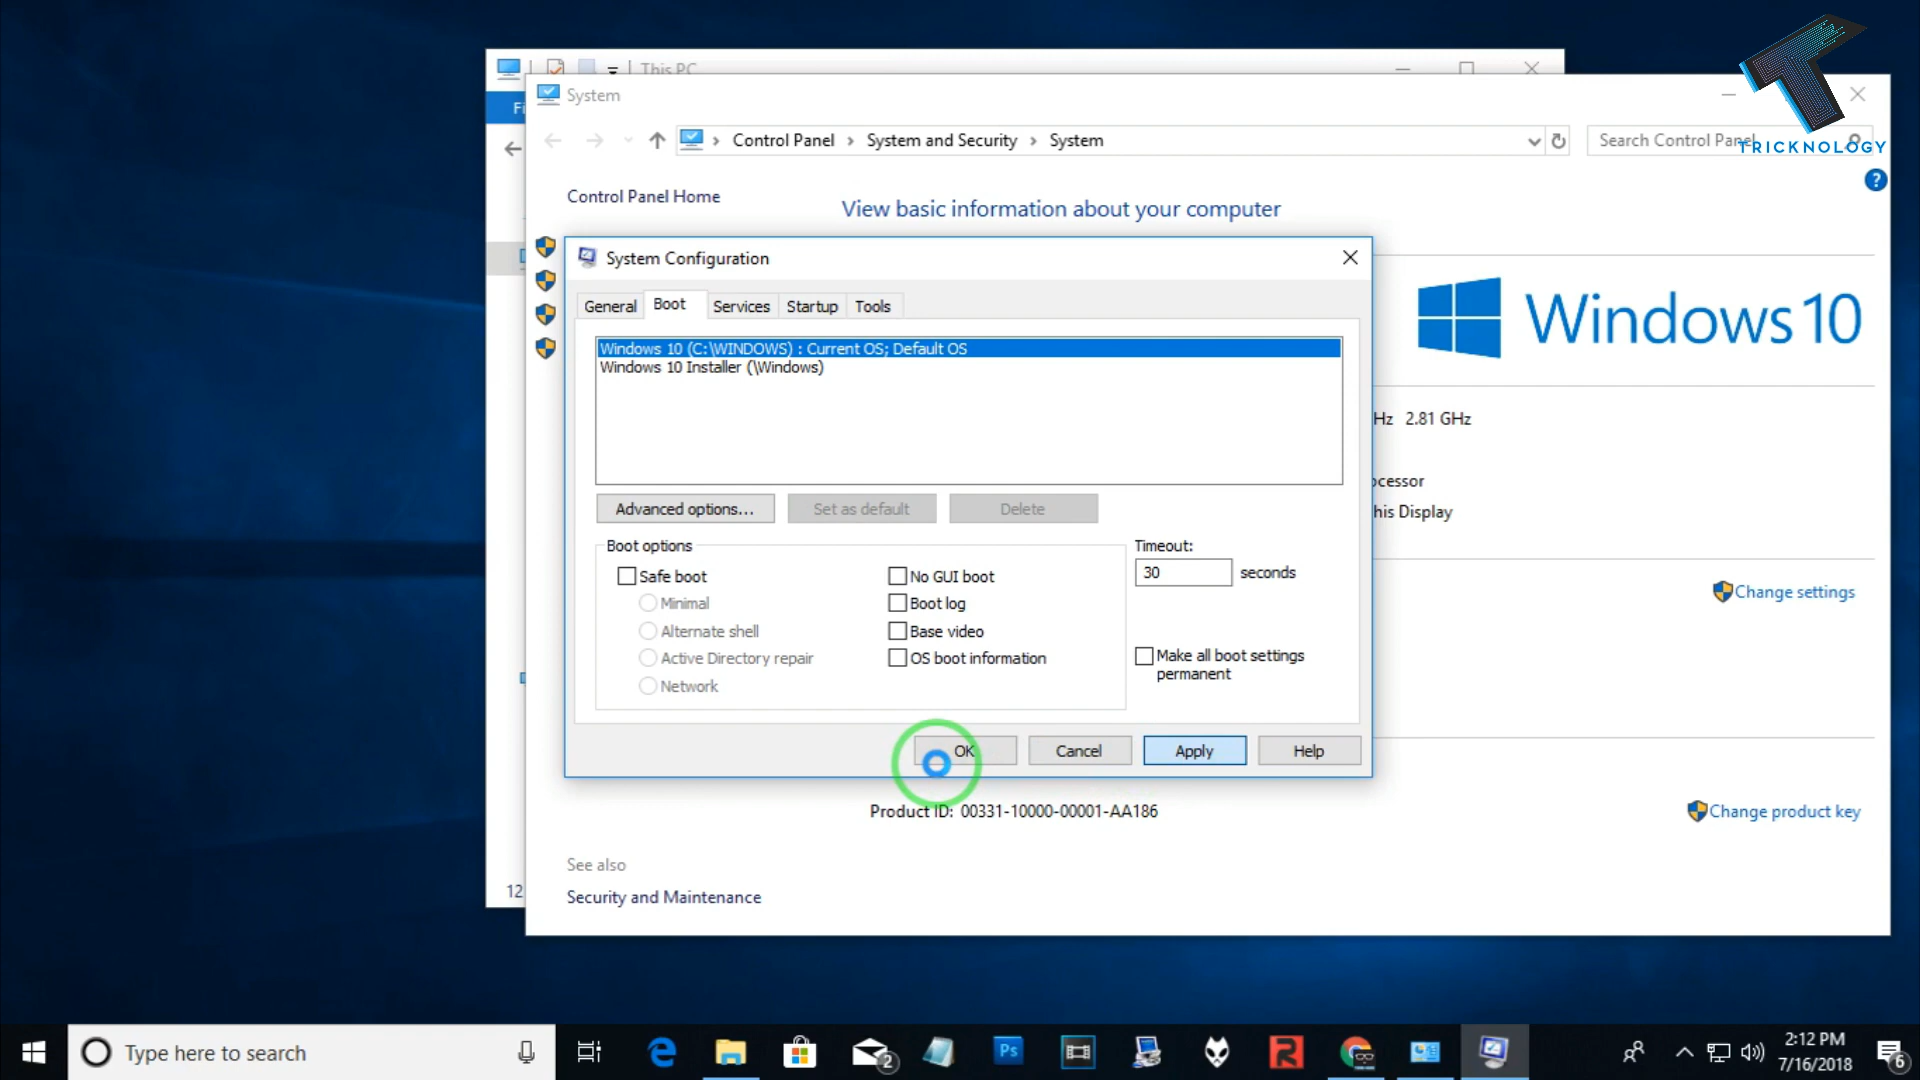 This PC
System
Control Panel > System and Security > System
Search Control Panel
TRICKNOLOGY
Control Panel Home
View basic information about your computer
System Configuration
General Boot Services Startup Tools
Windows 10 (C:\WINDOWS) : Current OS; Default OS
Windows 10 Installer (\Windows)
Windows 10
Hz 2.81 GHz
ocessor
his Display
Advanced options... Set as default Delete
Boot options
Safe boot
Minimal
Alternate shell
Active Directory repair
Network
No GUI boot
Boot log
Base video
OS boot information
Timeout:
30 seconds
Make all boot settings
permanent
Change settings
OK Cancel Apply Help
Product ID: 00331-10000-00001-AA186
Change product key
See also
Security and Maintenance
12
Type here to search
2
Ps
2:12 PM
7/16/2018
6